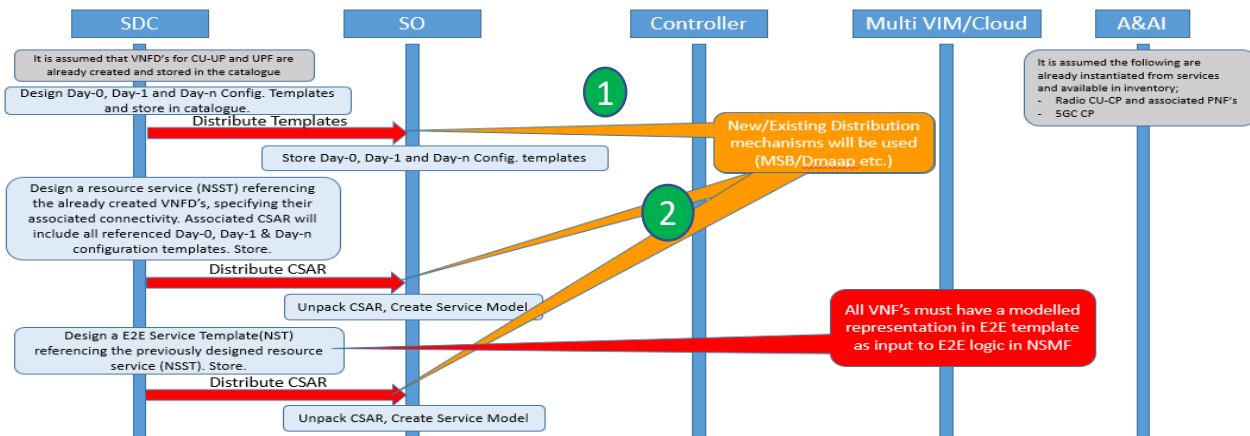 SDC
SO
Controller
Multi VIM/Cloud
A&AI
It is assumed that VNFD's for CU-UP and UPF are
already created and stored in the catalogue
It is assumed the following are
already instantiated from services
and available in inventory;
- Radio CU-CP and associated PNF's
- 5GC CP
Design Day-0, Day-1 and Day-n Config. Templates
and store in catalogue.
1
Distribute Templates
New/Existing Distribution
mechanisms will be used
(MSB/Dmaap etc.)
Store Day-0, Day-1 and Day-n Config. templates
Design a resource service (NSST) referencing
the already created VNFD's, specifying their
associated connectivity. Associated CSAR will
include all referenced Day-0, Day-1 & Day-n
configuration templates. Store.
2
Distribute CSAR
Unpack CSAR, Create Service Model
All VNF's must have a modelled
representation in E2E template
as input to E2E logic in NSMF
Design a E2E Service Template(NST)
referencing the previously designed resource
service (NSST). Store.
Distribute CSAR
Unpack CSAR, Create Service Model